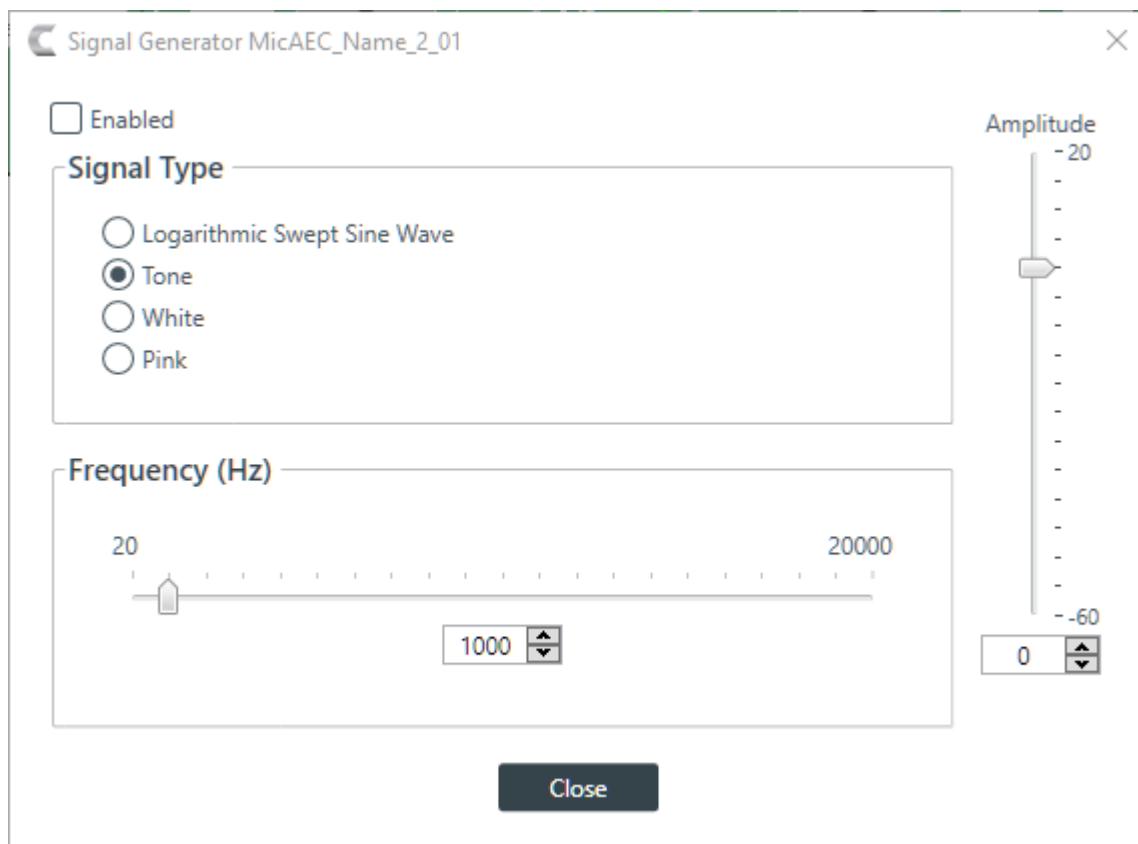 Signal Generator MicAEC_Name_2_01
Enabled
Amplitude
20
Signal Type
Logarithmic Swept Sine Wave
Tone
White
Pink
Frequency (Hz)
20
20000
1000
-60
0
Close